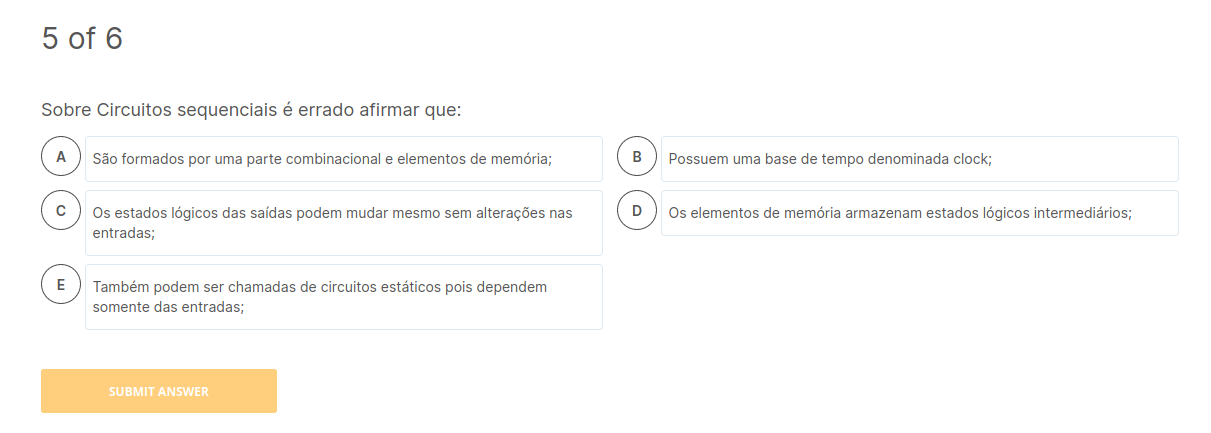 5 of 6
Sobre Circuitos sequenciais é errado afirmar que:
A São formados por uma parte combinacional e elementos de memória;
B Possuem uma base de tempo denominada clock;
C Os estados lógicos das saídas podem mudar mesmo sem alterações nas
entradas;
D Os elementos de memória armazenam estados lógicos intermediários;
E Também podem ser chamadas de circuitos estáticos pois dependem
somente das entradas;
SUBMIT ANSWER